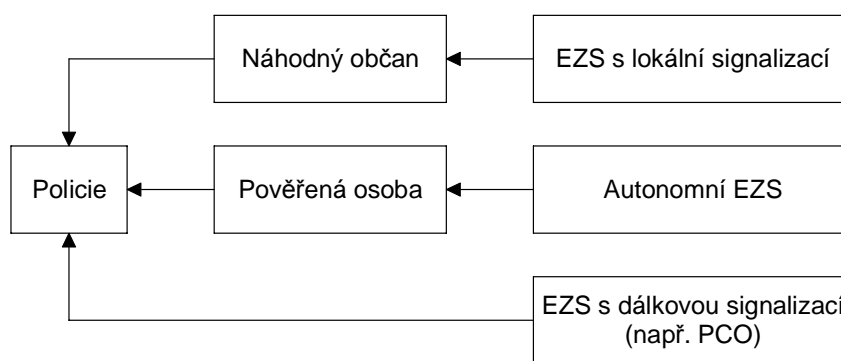 Náhodný občan
EZS s lokální signalizací
Policie
Pověřená osoba
Autonomní EZS
EZS s dálkovou signalizací
(např. PCO)